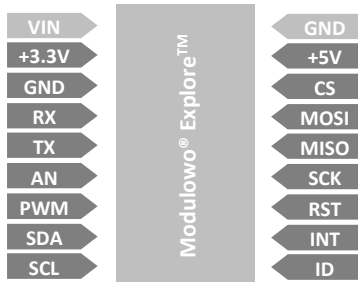 VIN
+3.3V
GND
RX
TX
AN
PWM
SDA
SCL
Modulowo® Explore™
GND
+5V
CS
MOSI
MISO
SCK
RST
INT
ID